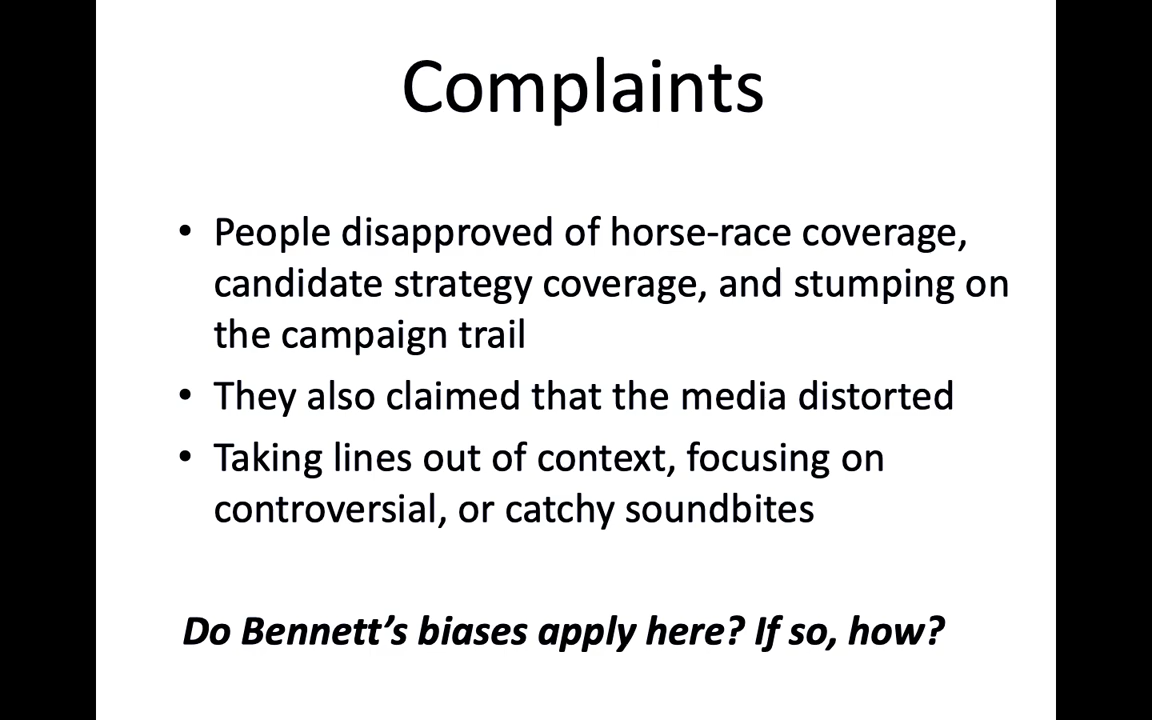 Complaints
• People disapproved of horse-race coverage,
candidate strategy coverage, and stumping on
the campaign trail
• They also claimed that the media distorted
• Taking lines out of context, focusing on
controversial, or catchy soundbites
Do Bennett’s biases apply here? If so, how?